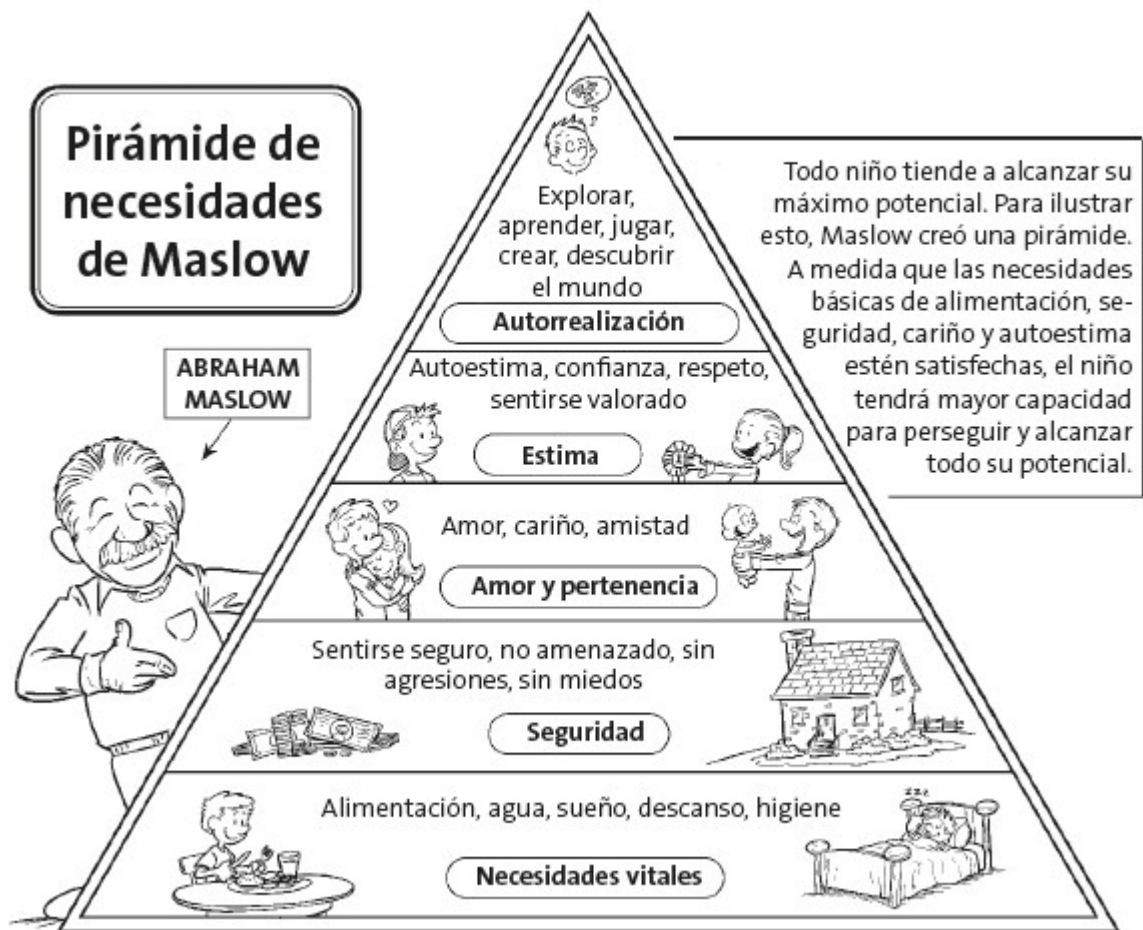 Pirámide de
necesidades
de Maslow
ABRAHAM
MASLOW
Explorar,
aprender, jugar,
crear, descubrir
el mundo
Autorrealización
Autoestima, confianza, respeto,
sentirse valorado
Estima
Amor, cariño, amistad
Amor y pertenencia
Sentirse seguro, no amenazado, sin
agresiones, sin miedos
Seguridad
Alimentación, agua, sueño, descanso, higiene
zzz
Necesidades vitales
Todo niño tiende a alcanzar su
máximo potencial. Para ilustrar
esto, Maslow creó una pirámide.
A medida que las necesidades
básicas de alimentación, se-
guridad, cariño y autoestima
estén satisfechas, el niño
tendrá mayor capacidad
para perseguir y alcanzar
todo su potencial.